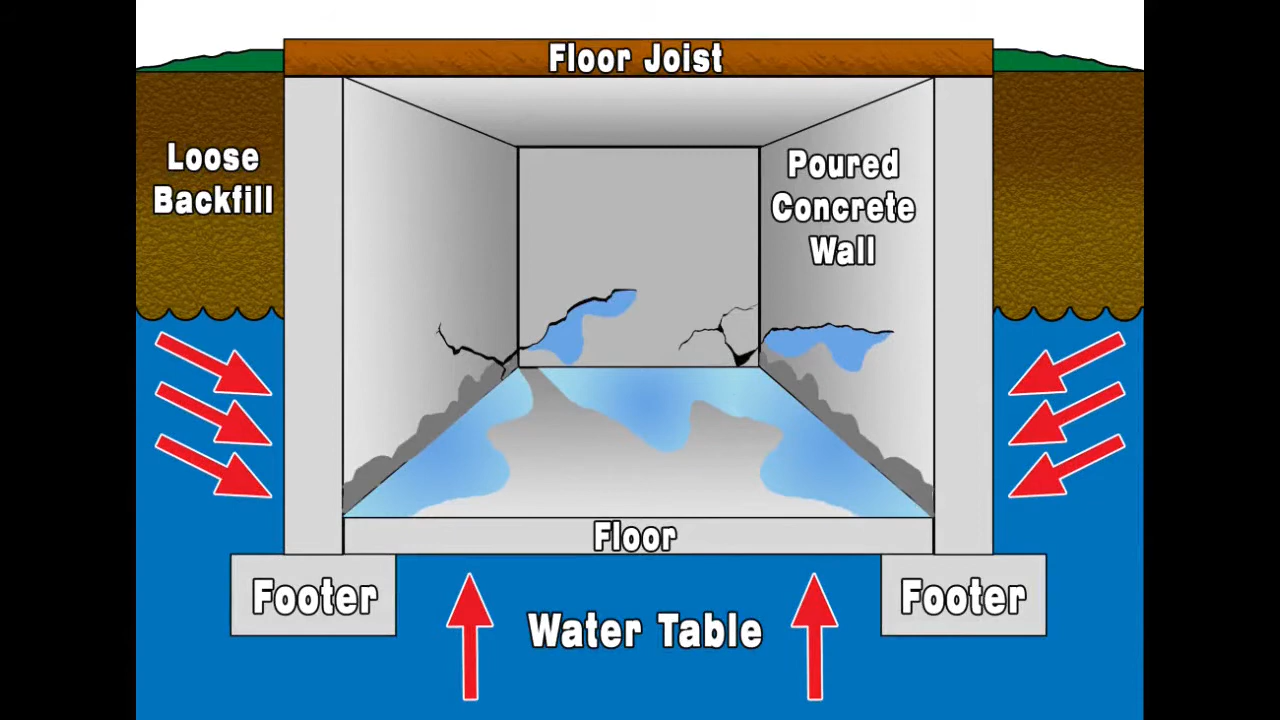 Floor Joist
Loose
Backfill
Poured
Concrete
Wall
Floor
Footer
Footer
Water Table